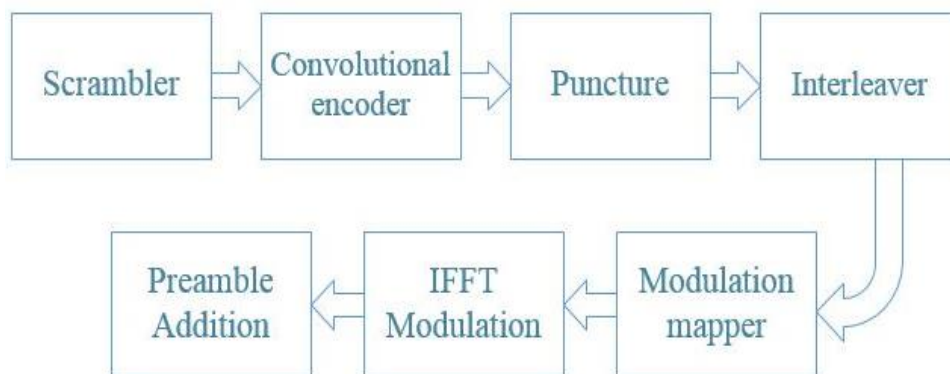 Scrambler
Convolutional
encoder
Puncture
Interleaver
Modulation
mapper
IFFT
Modulation
Preamble
Addition